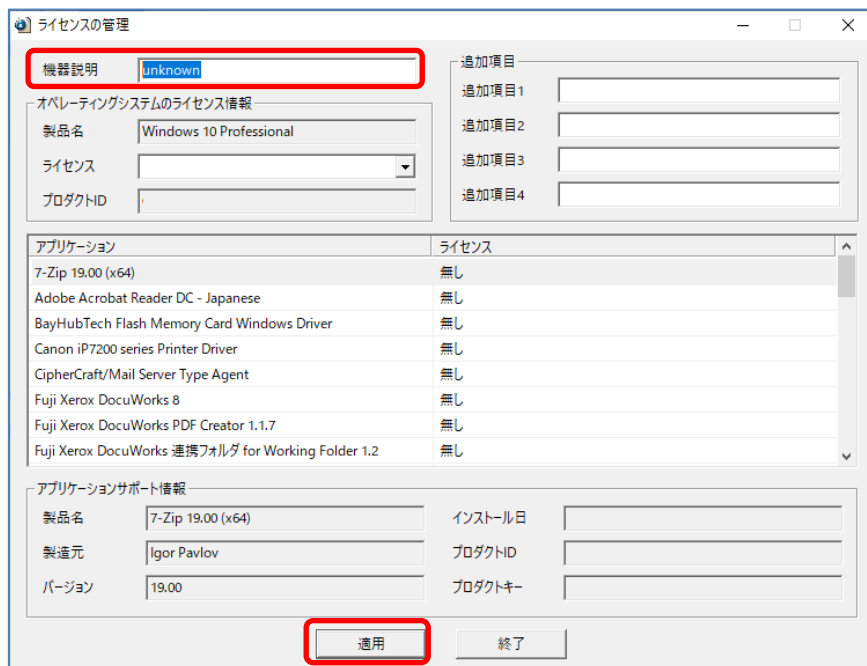 ライセンスの管理
機器説明 unknown
オペレーティングシステムのライセンス情報
製品名 Windows 10 Professional
ライセンス
プロダクトID
追加項目
追加項目1
追加項目2
追加項目3
追加項目4
アプリケーション ライセンス
7-Zip 19.00 (x64) 無し
Adobe Acrobat Reader DC - Japanese 無し
BayHubTech Flash Memory Card Windows Driver 無し
Canon iP7200 series Printer Driver 無し
CipherCraft/Mail Server Type Agent 無し
Fuji Xerox DocuWorks 8 無し
Fuji Xerox DocuWorks PDF Creator 1.1.7 無し
Fuji Xerox DocuWorks 連携フォルダ for Working Folder 1.2 無し
アプリケーションサポート情報
製品名 7-Zip 19.00 (x64)
製造元 Igor Pavlov
バージョン 19.00
インストール日
プロダクトID
プロダクトキー
適用 終了